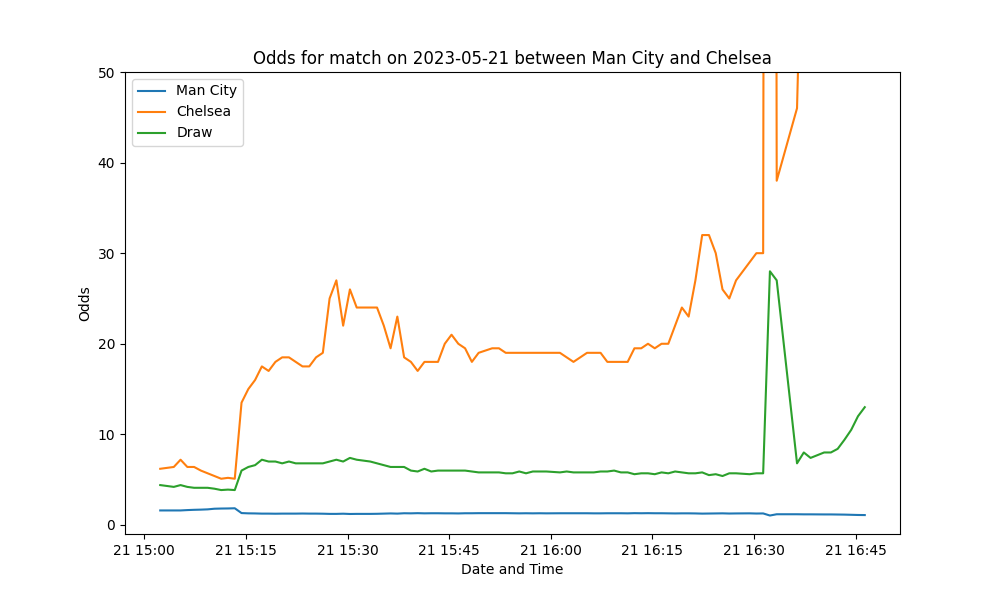 Odds for match on 2023-05-21 between Man City and Chelsea
50
40
30
20
10
0
Odds
Man City
Chelsea
Draw
21 15:00 21 15:15 21 15:30 21 15:45 21 16:00 21 16:15 21 16:30 21 16:45
Date and Time